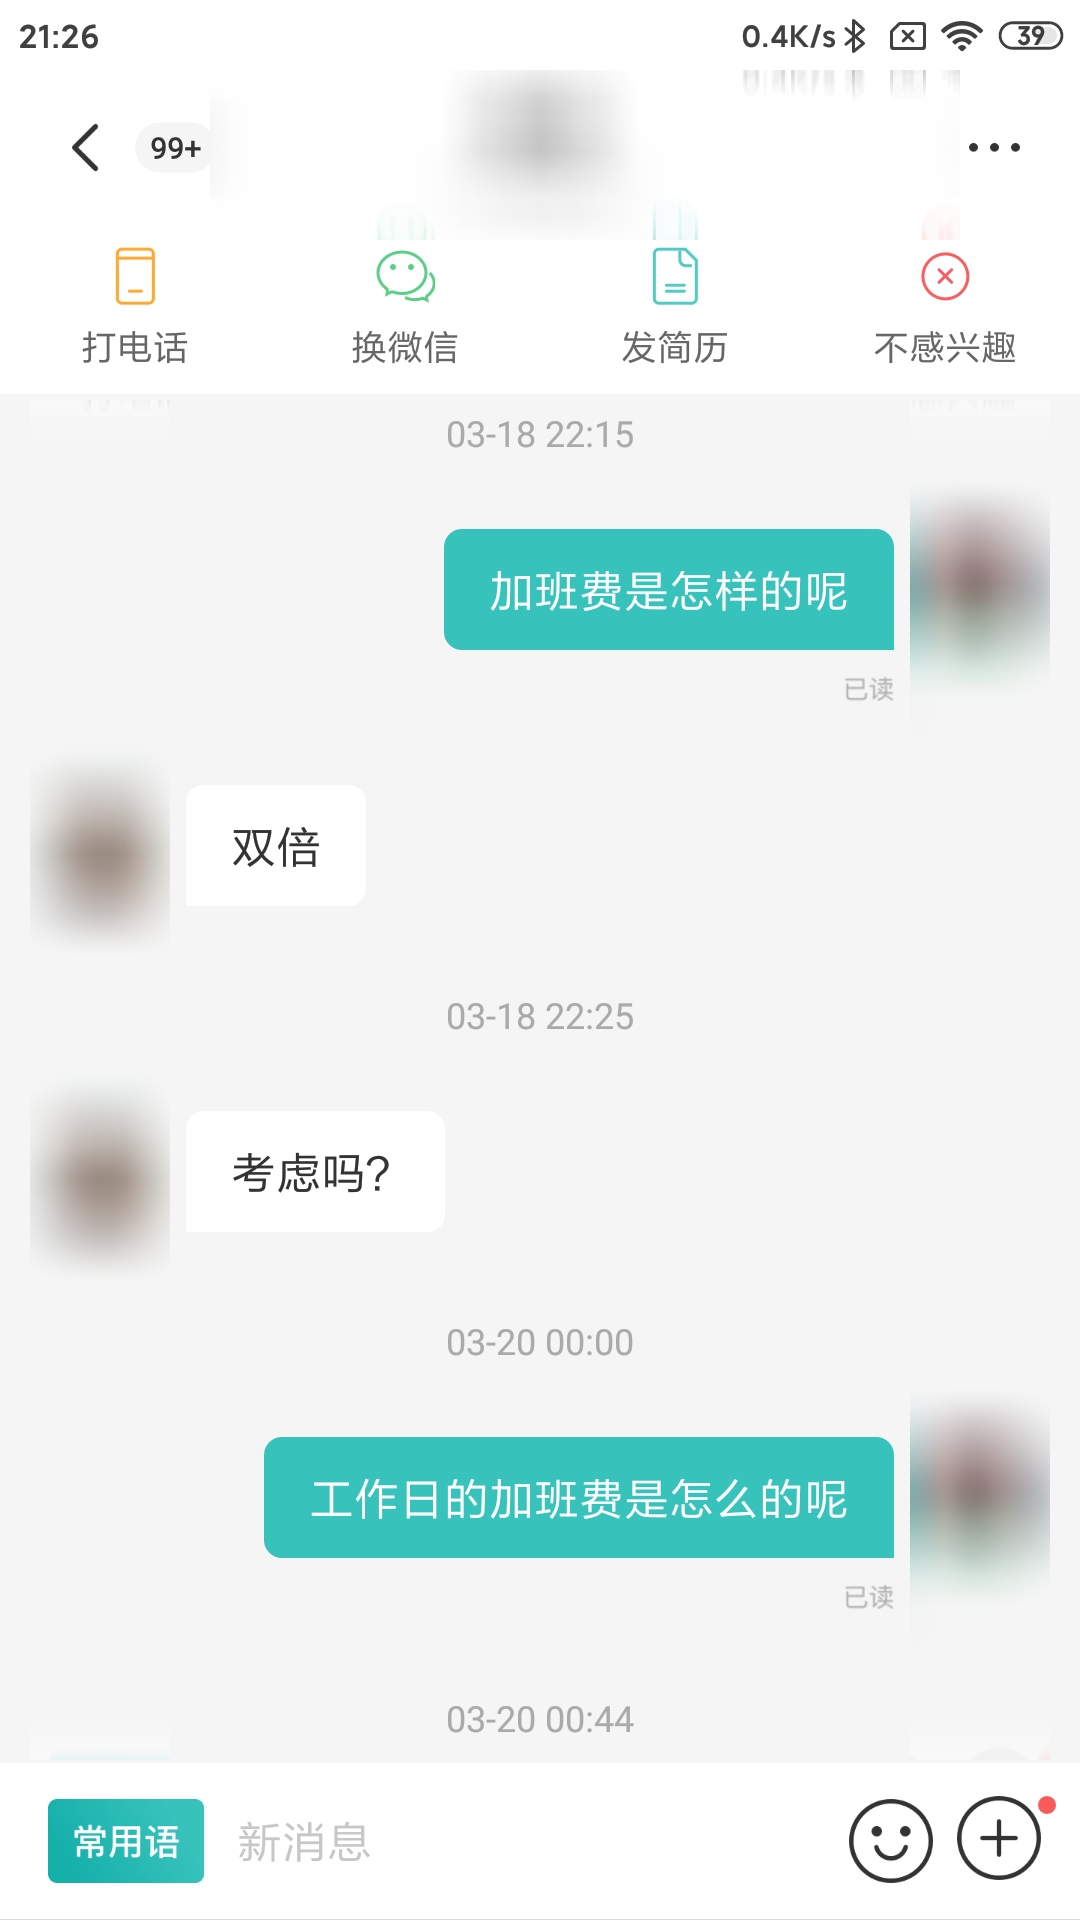 21:26
0.4K/s
39
99+
打电话
换微信
发简历
不感兴趣
03-18 22:15
加班费是怎样的呢
已读
双倍
03-18 22:25
考虑吗?
03-20 00:00
工作日的加班费是怎么的呢
已读
03-20 00:44
常用语
新消息